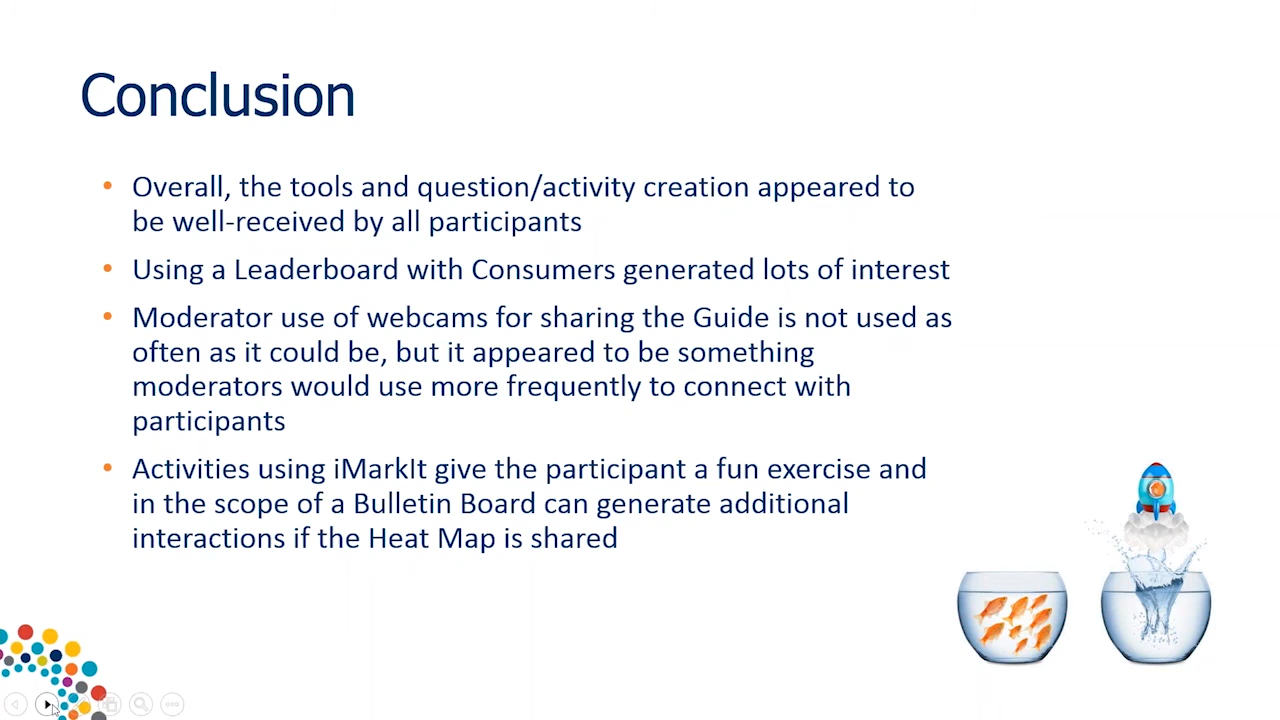 Conclusion
• Overall, the tools and question/activity creation appeared to
be well-received by all participants
• Using a Leaderboard with Consumers generated lots of interest
• Moderator use of webcams for sharing the Guide is not used as
often as it could be, but it appeared to be something
moderators would use more frequently to connect with
participants
• Activities using iMarkIt give the participant a fun exercise and
in the scope of a Bulletin Board can generate additional
interactions if the Heat Map is shared